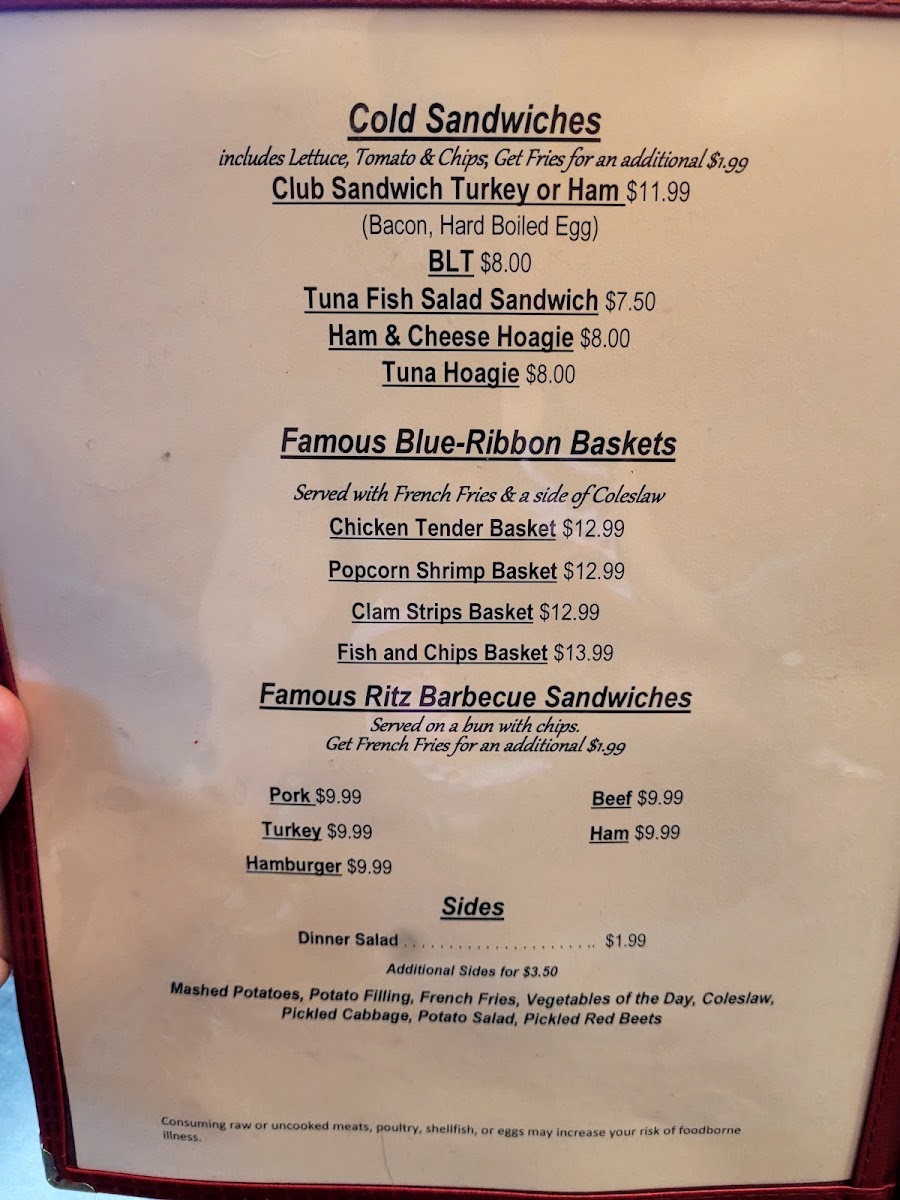 Cold Sandwiches
includes Lettuce, Tomato & Chips; Get Fries for an additional $1.99
Club Sandwich Turkey or Ham $11.99
(Bacon, Hard Boiled Egg)
BLT $8.00
Tuna Fish Salad Sandwich $7.50
Ham & Cheese Hoagie $8.00
Tuna Hoagie $8.00
Famous Blue-Ribbon Baskets
Served with French Fries & a side of Coleslaw
Chicken Tender Basket $12.99
Popcorn Shrimp Basket $12.99
Clam Strips Basket $12.99
Fish and Chips Basket $13.99
Famous Ritz Barbecue Sandwiches
Served on a bun with chips.
Get French Fries for an additional $1.99
Pork $9.99 Beef $9.99
Turkey $9.99 Ham $9.99
Hamburger $9.99
Sides
Dinner Salad ...................... $1.99
Additional Sides for $3.50
Mashed Potatoes, Potato Filling, French Fries, Vegetables of the Day, Coleslaw,
Pickled Cabbage, Potato Salad, Pickled Red Beets
Consuming raw or uncooked meats, poultry, shellfish, or eggs may increase your risk of foodborne
illness.